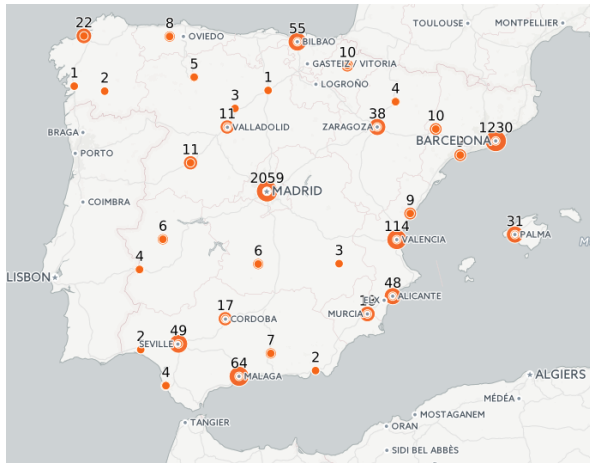 22
8
OVIEDO
55
BILBAO
TOULOUSE
MONTPELLIER
1
2
5
10
GASTEIZ / VITORIA
LOGROÑO
3
1
4
11
VALLADOLID
38
ZARAGOZA
10
1230
BARCELONA
BRAGA
PORTO
11
2059
MADRID
COIMBRA
9
6
114
VALENCIA
31
PALMA
4
6
3
LISBON
48
ALICANTE
17
CORDOBA
MURCIA
2
49
SEVILLE
7
64
MALAGA
2
4
ALGIERS
MÉDÉA
MOSTAGANEM
TANGIER
ORAN
SIDI BEL ABBÈS